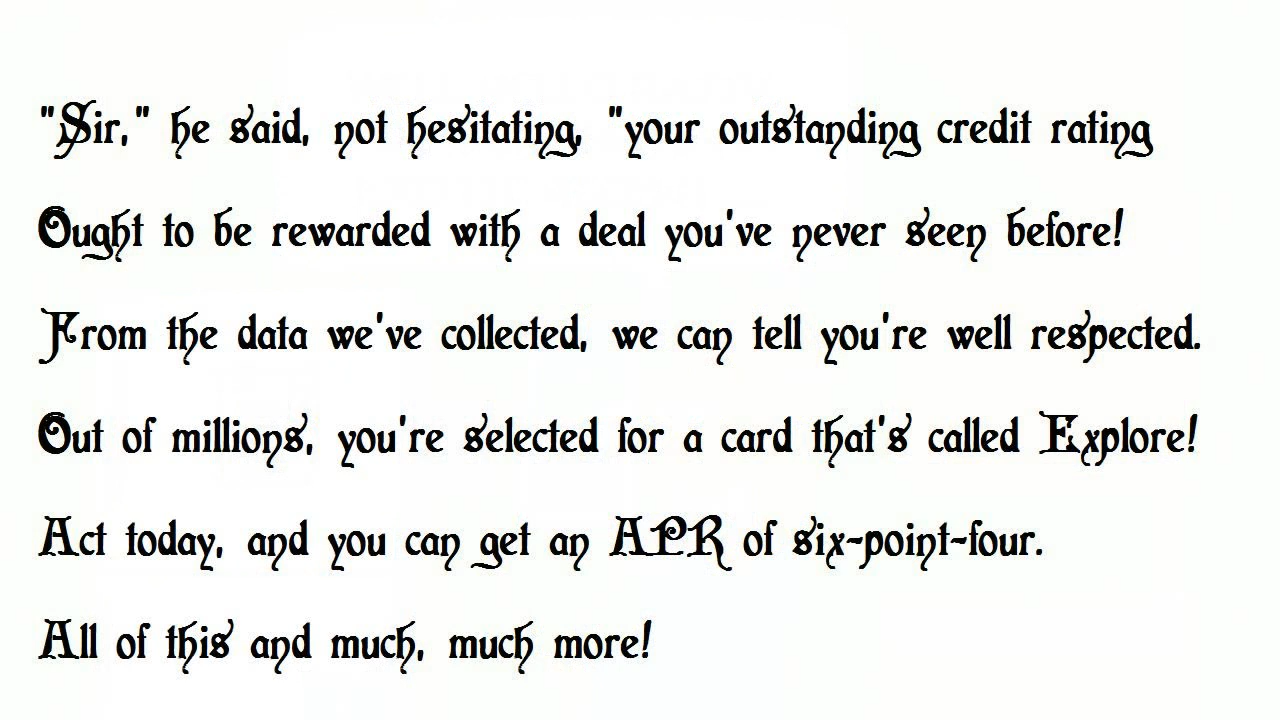 "Sir," he said, not hesitating, "your outstanding credit rating
Ought to be rewarded with a deal you've never seen before!
From the data we've collected, we can tell you're well respected.
Out of millions, you're selected for a card that's called Explore!
Act today, and you can get an APR of six-point-four.
All of this and much, much more!